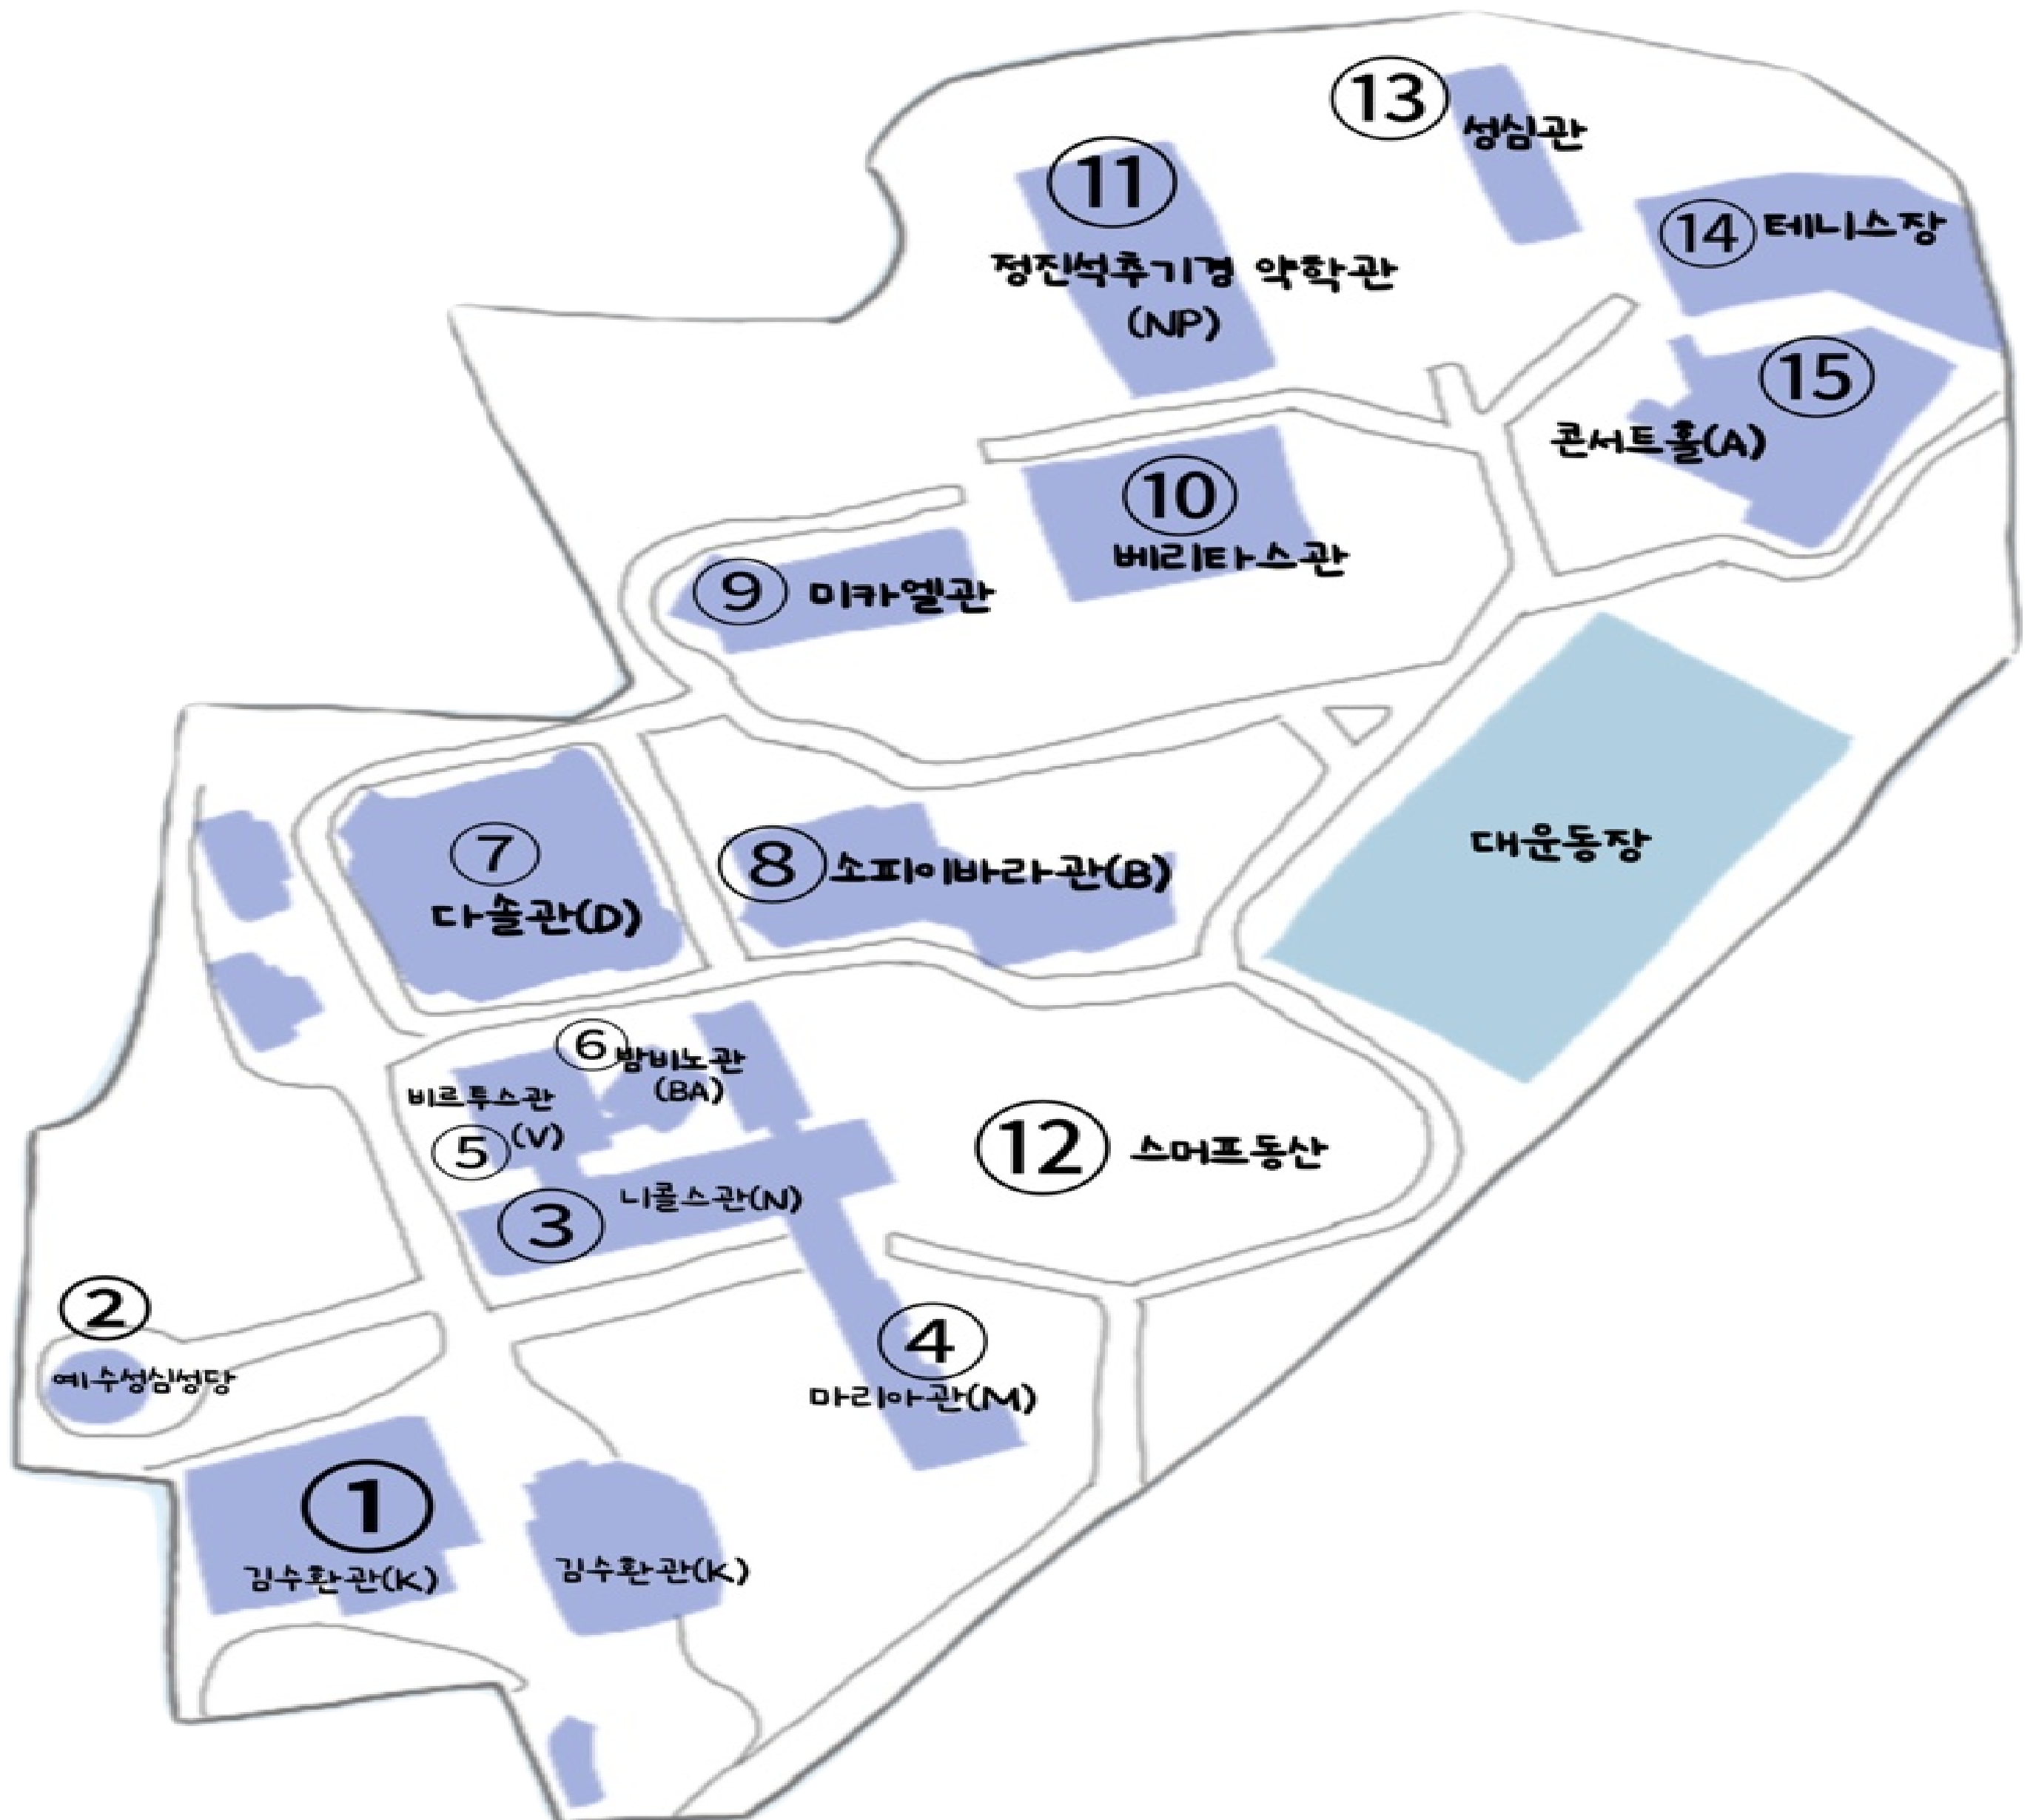 ⑬
성심관
⑪
정진석추기경 약학관
(NP)
⑭ 테니스장
⑮
콘서트홀(A)
⑩
베리타스관
⑨ 미카엘관
대운동장
⑦
다솔관(D)
⑧ 소피이바라관(B)
⑥ 밤비노관
(BA)
비르투스관
⑤ (V)
⑫ 스머프동산
③ 니콜스관(N)
②
예수성심성당
④
마리아관(M)
①
김수환관(K)
김수환관(K)